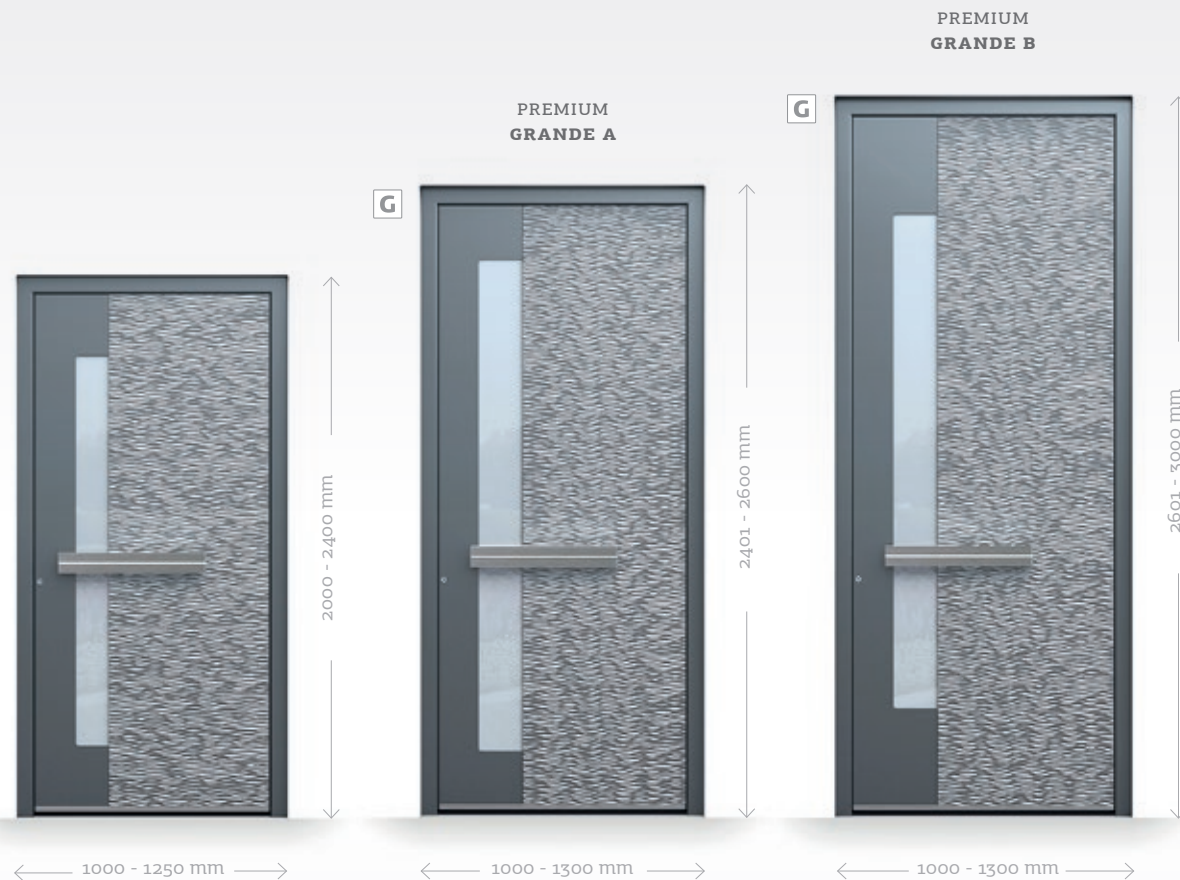 PREMIUM
GRANDE B
G
PREMIUM
GRANDE A
G
2000 - 2400 mm
2401 - 2600 mm
2601 - 3000 mm
1000 - 1250 mm
1000 - 1300 mm
1000 - 1300 mm